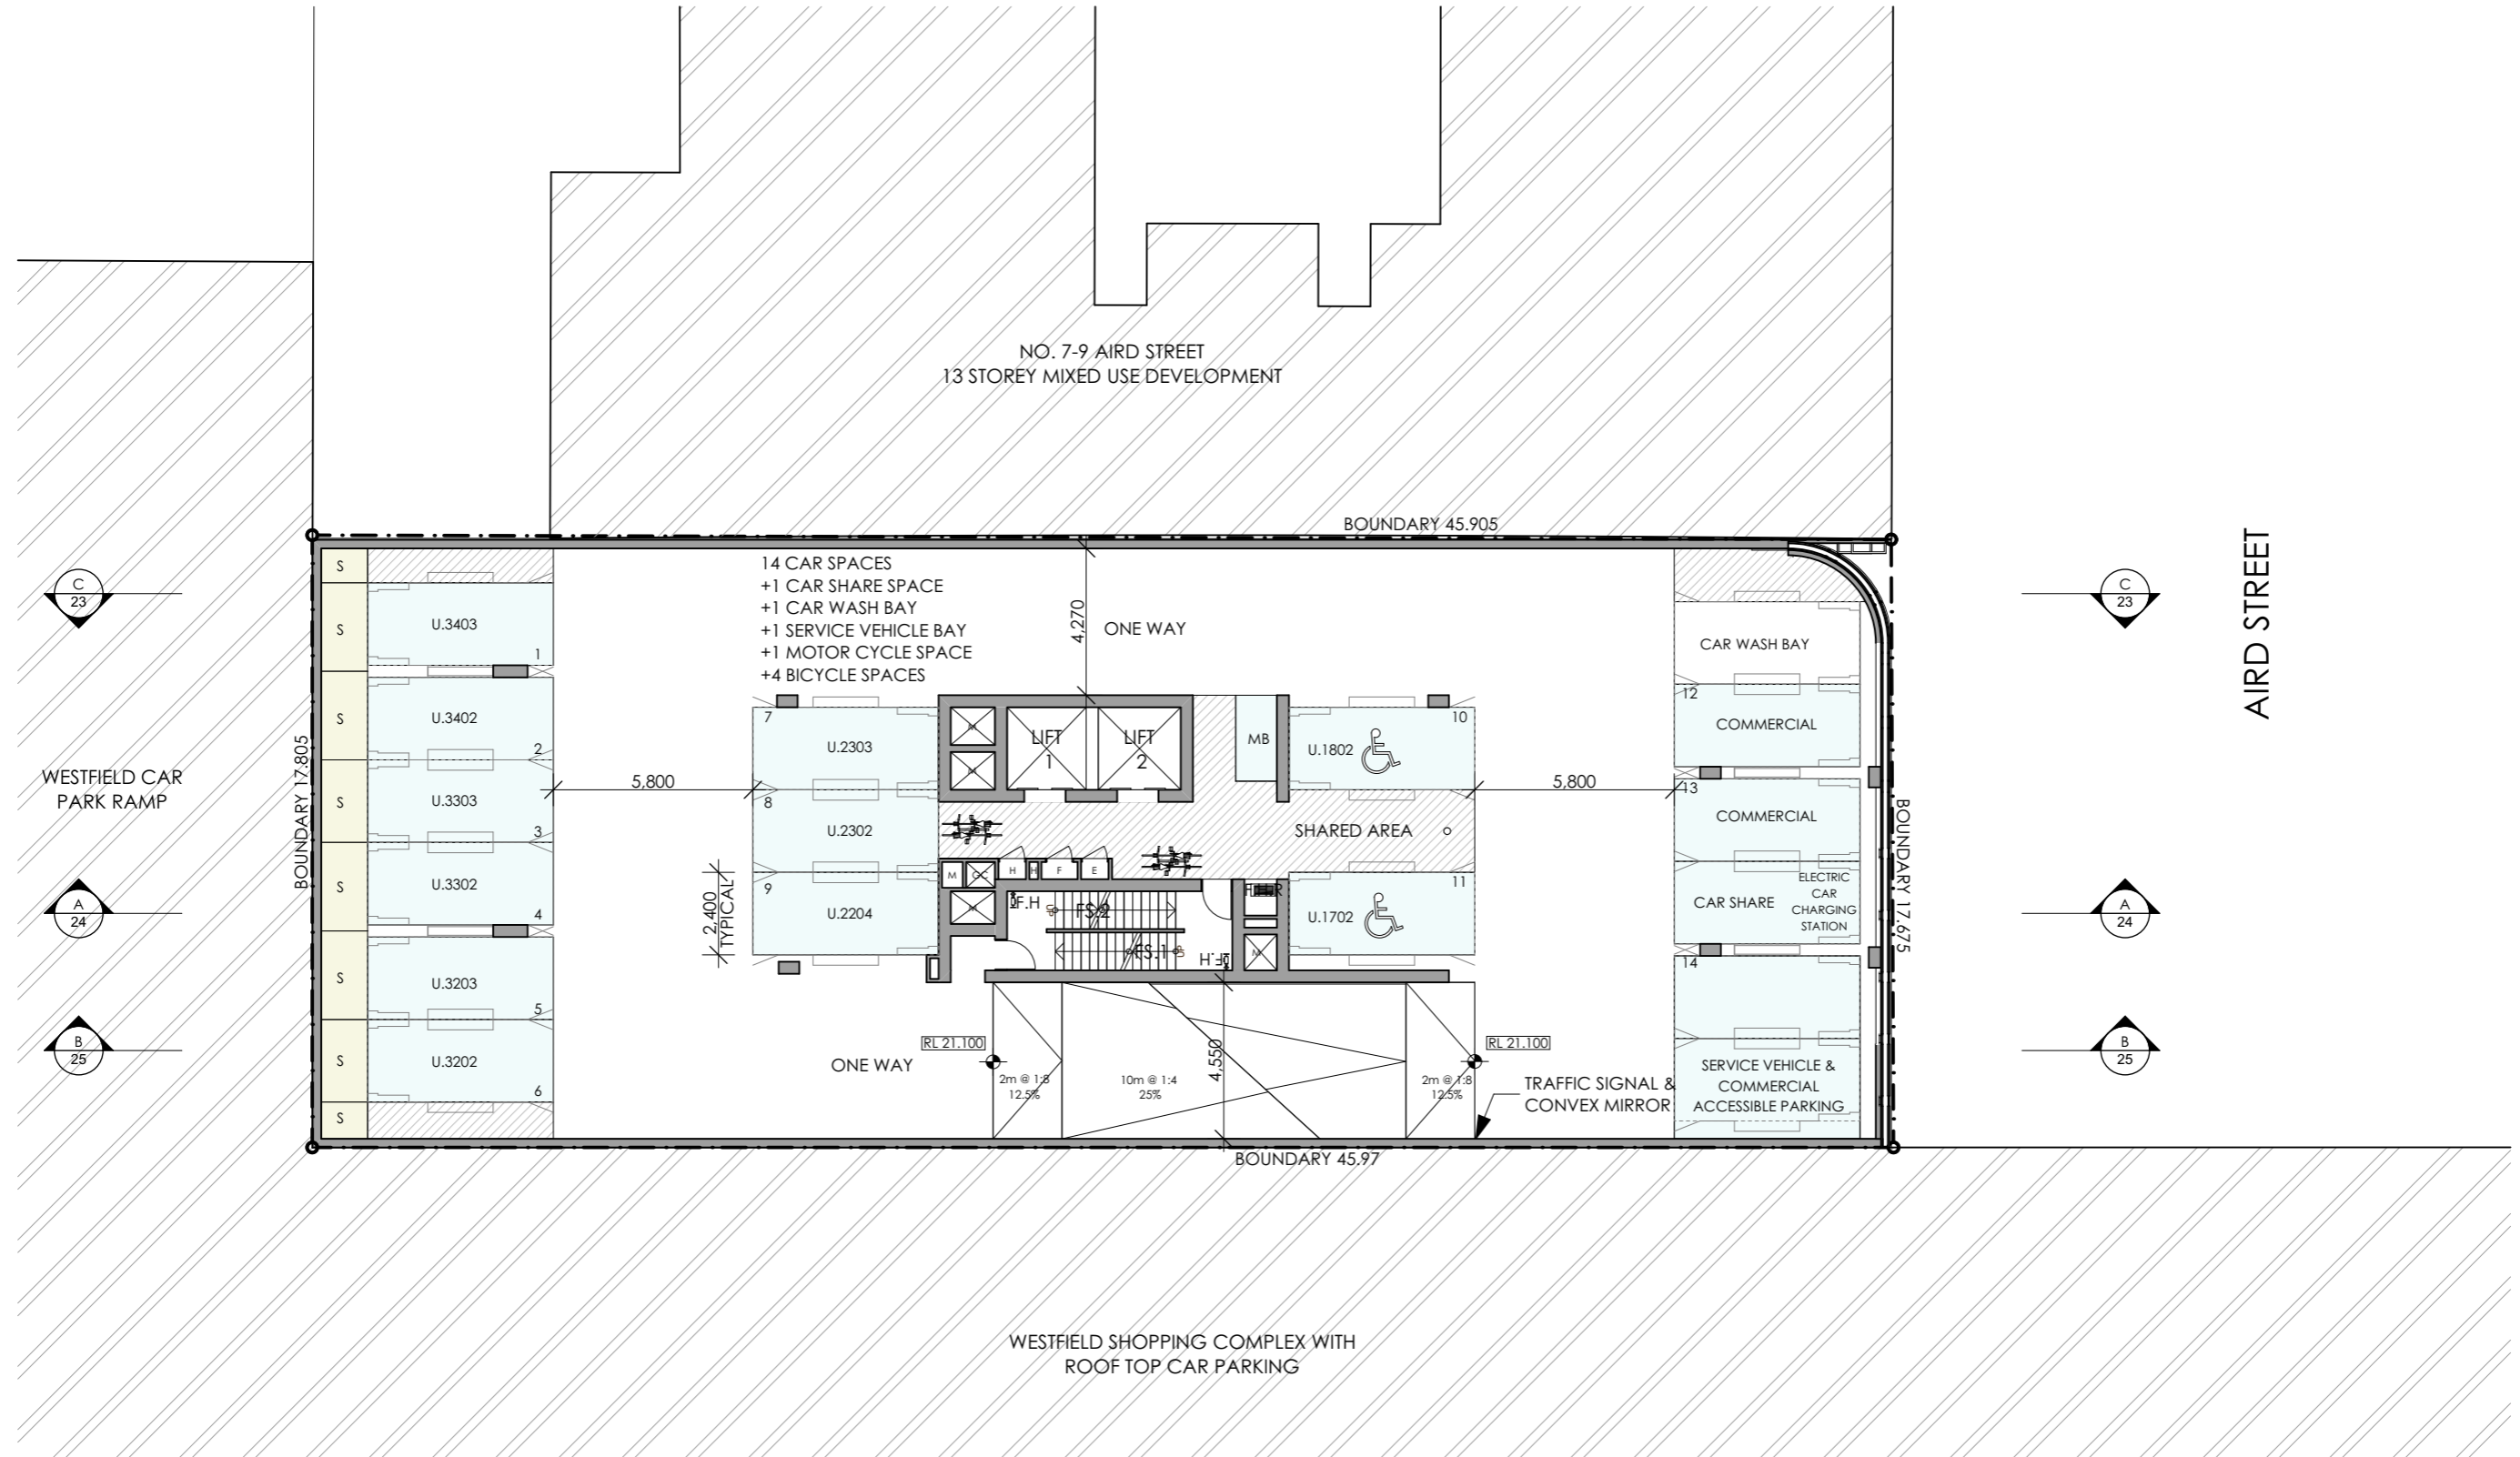 NO. 7-9 AIRD STREET
13 STOREY MIXED USE DEVELOPMENT
BOUNDARY 45.905
AIRD STREET
C
23
C
23
14 CAR SPACES
+1 CAR SHARE SPACE
+1 CAR WASH BAY
+1 SERVICE VEHICLE BAY
+1 MOTOR CYCLE SPACE
+4 BICYCLE SPACES
4,270
ONE WAY
S
S
S
S
S
S
S
S
U.3403
1
U.3402
2
U.3303
3
U.3302
4
U.3203
5
U.3202
6
WESTFIELD CAR
PARK RAMP
BOUNDARY 17.805
5,800
7
U.2303
8
U.2302
9
U.2204
2,400
TYPICAL
M
M
LIFT
1
LIFT
2
MB
10
U.1802
SHARED AREA
11
U.1702
M
GC
H
H
F
E
M
F.H
UP
FS.2
FS.1
UP
F.H
F.H.R
M
5,800
CAR WASH BAY
12
COMMERCIAL
13
COMMERCIAL
CAR SHARE
ELECTRIC
CAR
CHARGING
STATION
14
SERVICE VEHICLE &
COMMERCIAL
ACCESSIBLE PARKING
BOUNDARY 17.675
A
24
A
24
B
25
B
25
RL 21.100
ONE WAY
2m @ 1:8
12.5%
10m @ 1:4
25%
4,550
2m @ 1:8
12.5%
RL 21.100
TRAFFIC SIGNAL &
CONVEX MIRROR
BOUNDARY 45.97
WESTFIELD SHOPPING COMPLEX WITH
ROOF TOP CAR PARKING